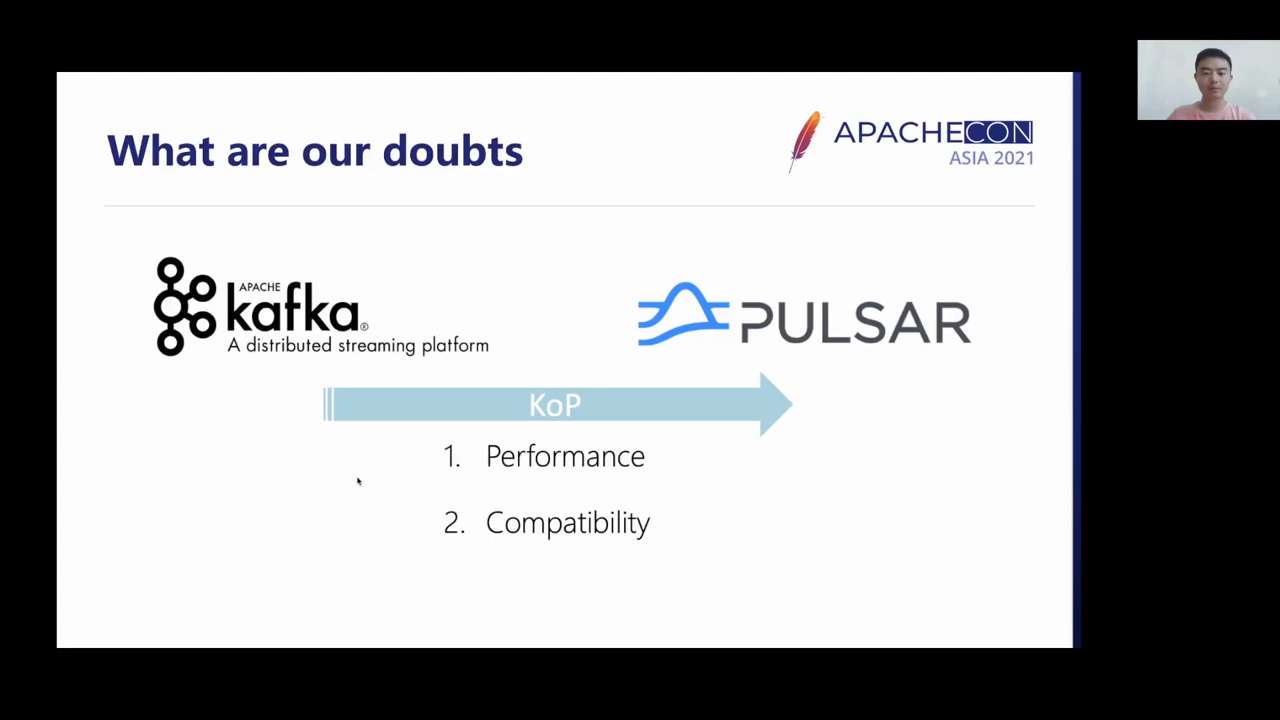 What are our doubts
APACHECON
ASIA 2021
APACHE
kafka®
A distributed streaming platform
PULSAR
KoP
1. Performance
2. Compatibility